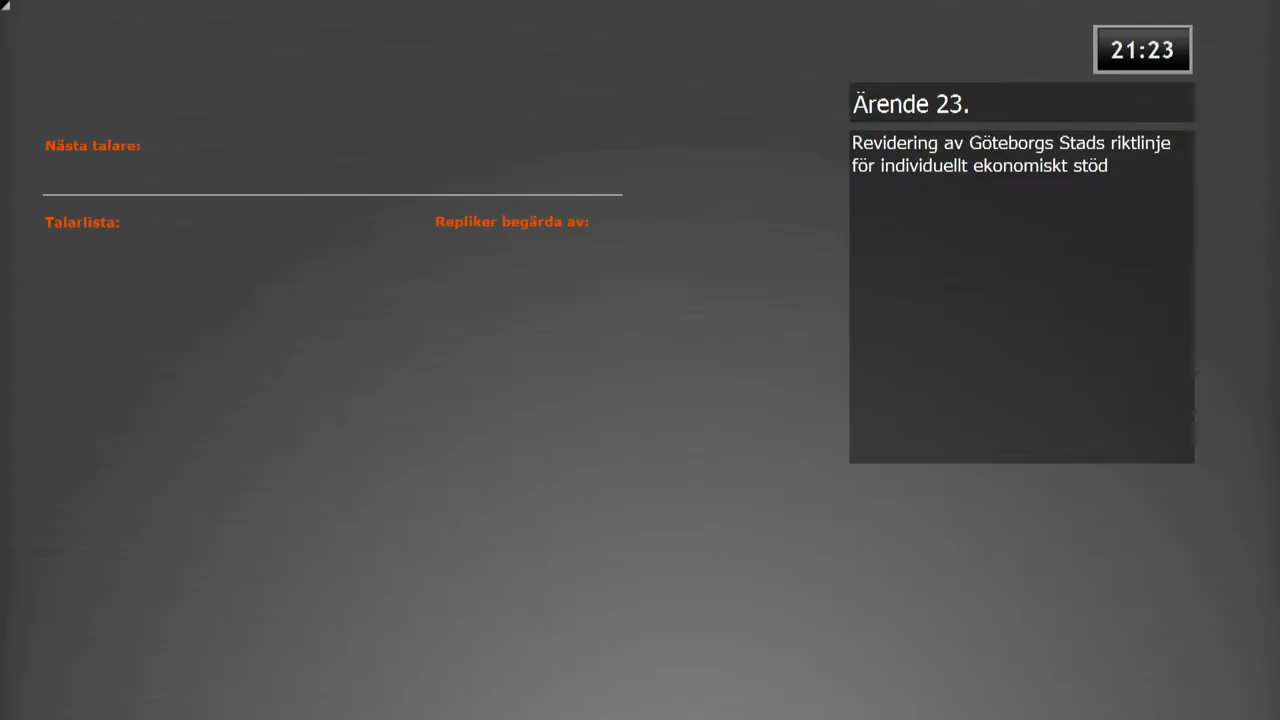 21:23
Ärende 23.
Nästa talare:
Revidering av Göteborgs Stads riktlinje
för individuellt ekonomiskt stöd
Talarlista:
Repliker begärda av: